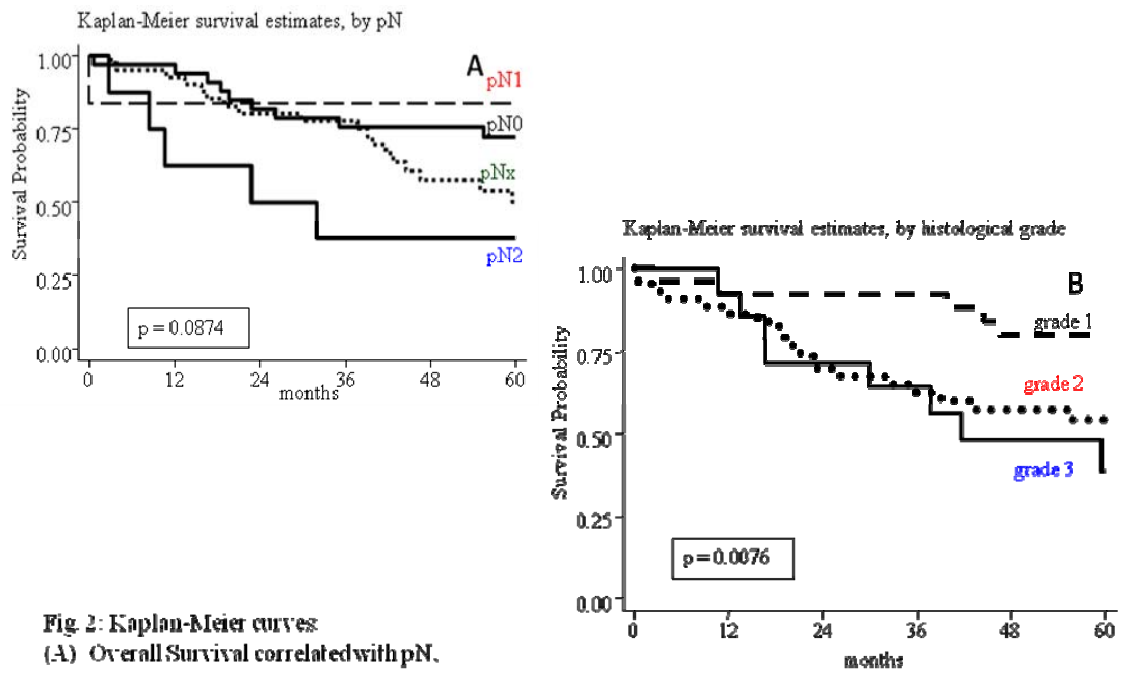 Kaplan-Meier survival estimates, by pN
Survival Probability
1.00
0.75
0.50
0.25
0.00
A
pN1
pN0
pNx
pN2
p = 0.0874
0 12 24 36 48 60
months
Kaplan-Meier survival estimates, by histological grade
Survival Probability
1.00
0.75
0.50
0.25
0.00
B
grade 1
grade 2
grade 3
p = 0.0076
0 12 24 36 48 60
months
Fig. 2: Kaplan-Meier curves
(A) Overall Survival correlated with pN.